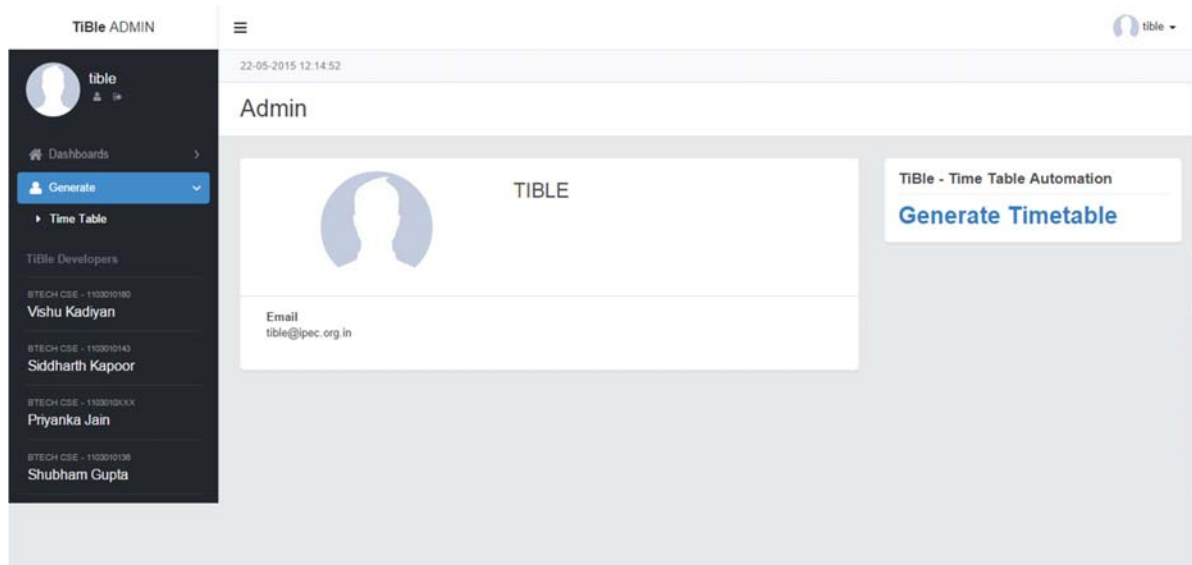 TiBle ADMIN
tible
22-05-2015 12:14:52
tible
Admin
Dashboards
Generate
Time Table
TIBLE
Email
tible@ipec.org.in
TiBle - Time Table Automation
Generate Timetable
TiBle Developers
BTECH CSE - 1103010180
Vishu Kadiyan
BTECH CSE - 1103010143
Siddharth Kapoor
BTECH CSE - 1103010XXX
Priyanka Jain
BTECH CSE - 1103010136
Shubham Gupta